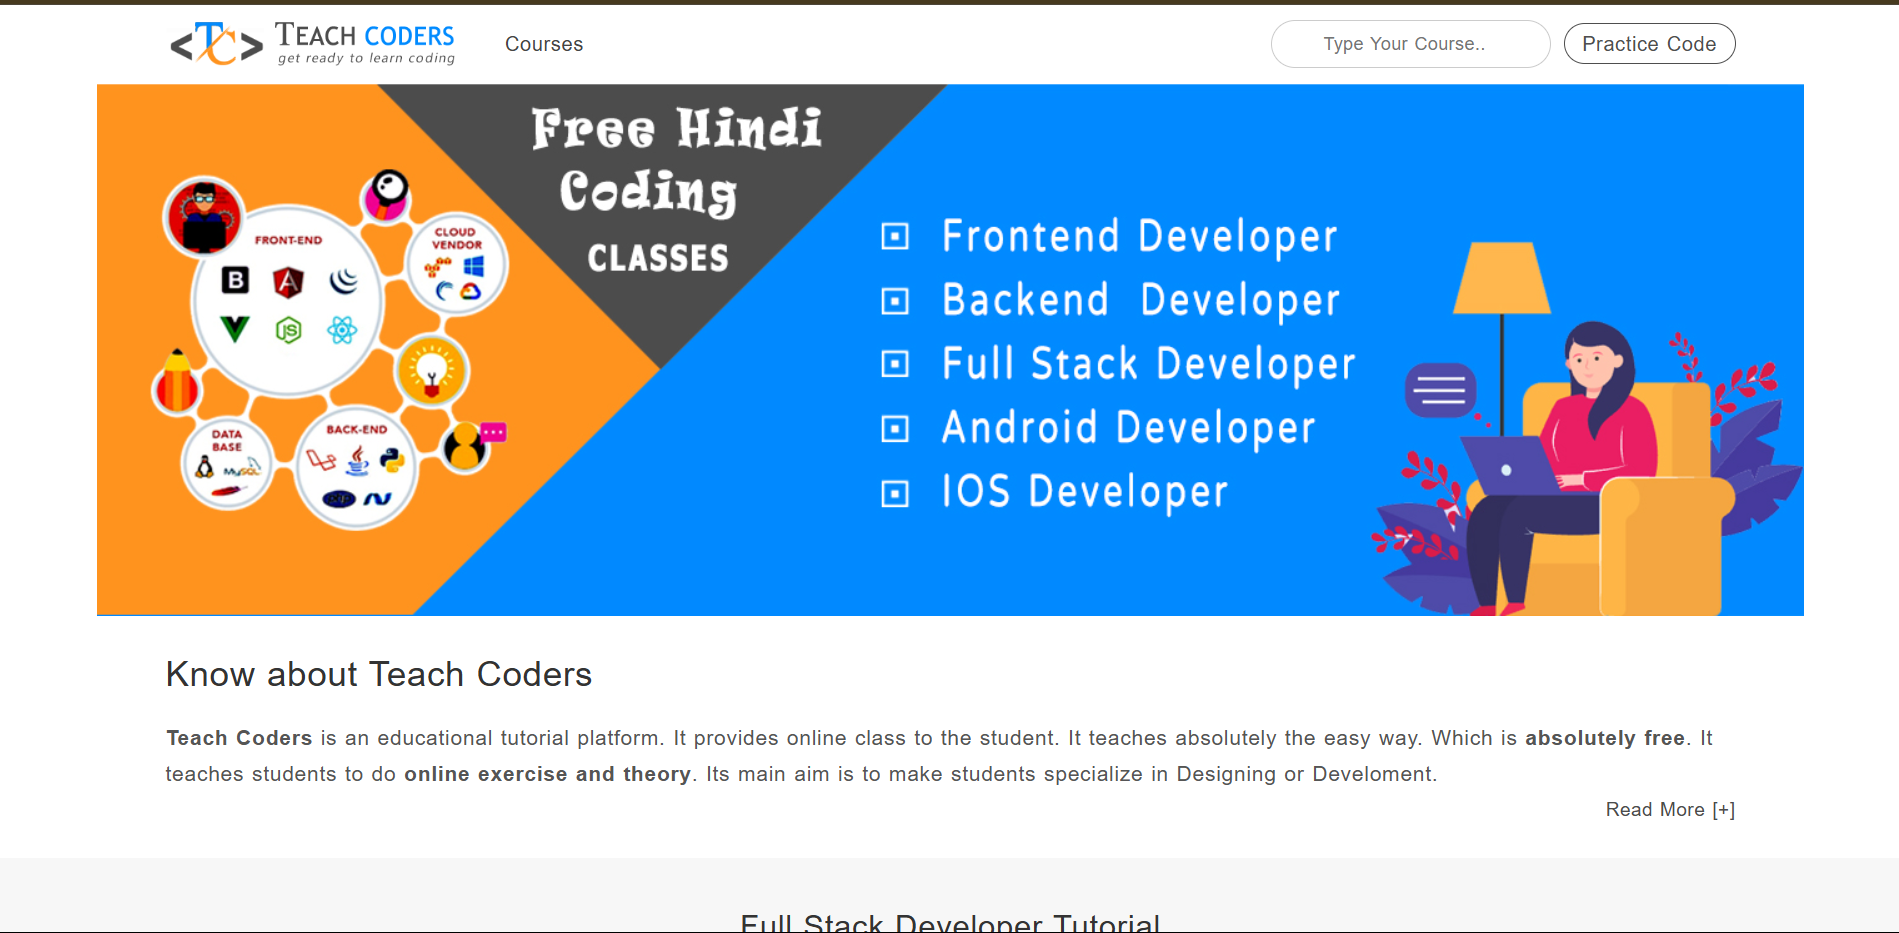 TEACH CODERS
get ready to learn coding
Courses
Type Your Course..
Practice Code
Free Hindi
Coding
CLASSES
FRONT-END
B
A
JS
CLOUD
VENDOR
DATA
BASE
MySQL
BACK-END
php
Frontend Developer
Backend Developer
Full Stack Developer
Android Developer
IOS Developer
Know about Teach Coders
Teach Coders is an educational tutorial platform. It provides online class to the student. It teaches absolutely the easy way. Which is absolutely free. It
teaches students to do online exercise and theory. Its main aim is to make students specialize in Designing or Develoment.
Read More [+]
Full Stack Developer Tutorial